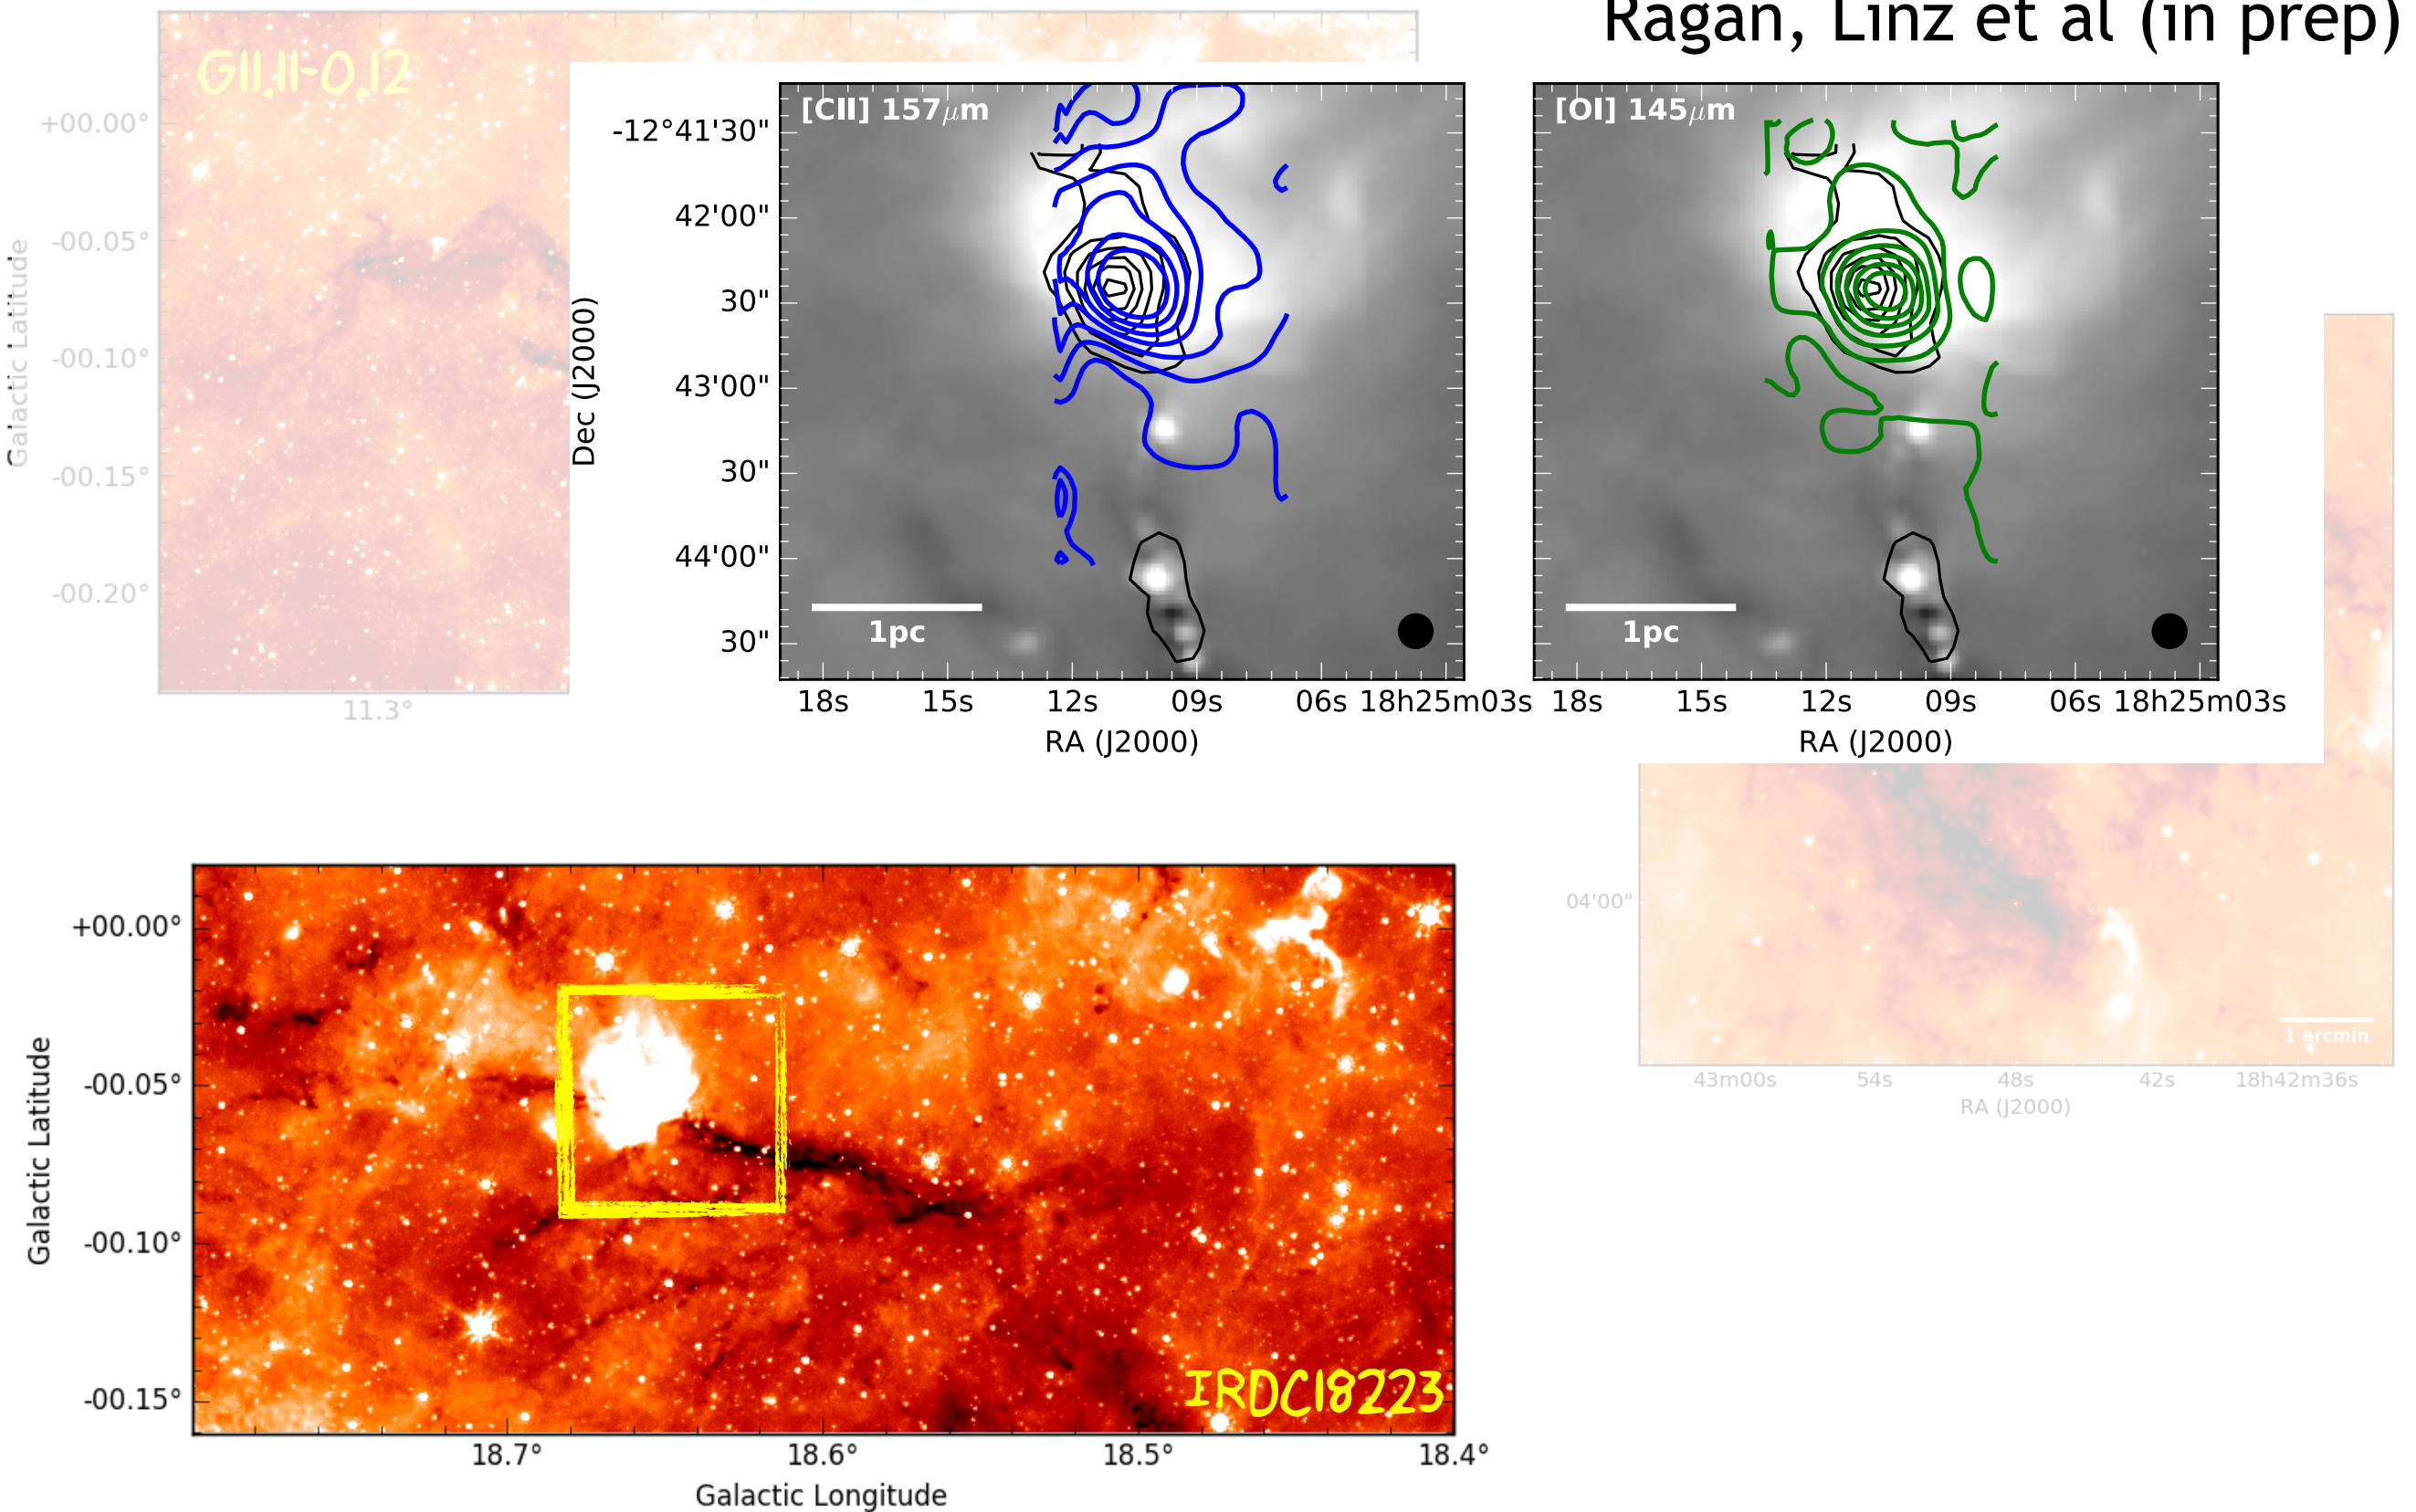 Ragan, Linz et al (in prep)
G11.11-0.12
+00.00°
-00.05°
-00.10°
-00.15°
-00.20°
Galactic Latitude
11.3°
[CII] 157μm
-12°41'30"
42'00"
30"
43'00"
30"
44'00"
30"
Dec (J2000)
1pc
18s 15s 12s 09s 06s 18h25m03s
RA (J2000)
[OI] 145μm
1pc
18s 15s 12s 09s 06s 18h25m03s
RA (J2000)
04'00"
1 arcmin
43m00s 54s 48s 42s 18h42m36s
RA (J2000)
+00.00°
-00.05°
-00.10°
-00.15°
Galactic Latitude
IRDC18223
18.7° 18.6° 18.5° 18.4°
Galactic Longitude